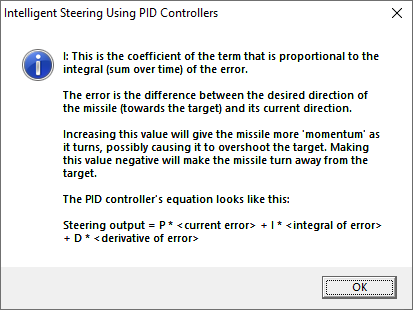 Intelligent Steering Using PID Controllers
I: This is the coefficient of the term that is proportional to the
integral (sum over time) of the error.
The error is the difference between the desired direction of
the missile (towards the target) and its current direction.
Increasing this value will give the missile more 'momentum' as
it turns, possibly causing it to overshoot the target. Making
this value negative will make the missile turn away from the
target.
The PID controller's equation looks like this:
Steering output = P * <current error> + I * <integral of error>
+ D * <derivative of error>
OK